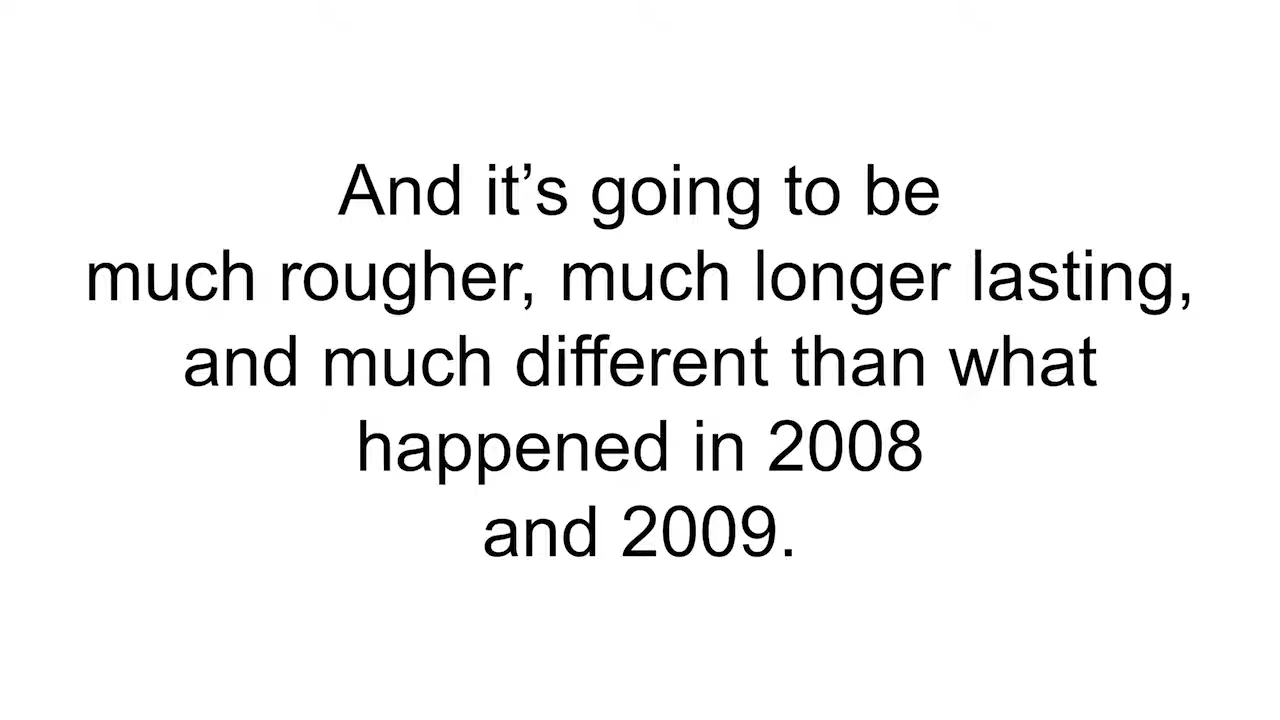 And it’s going to be
much rougher, much longer lasting,
and much different than what
happened in 2008
and 2009.